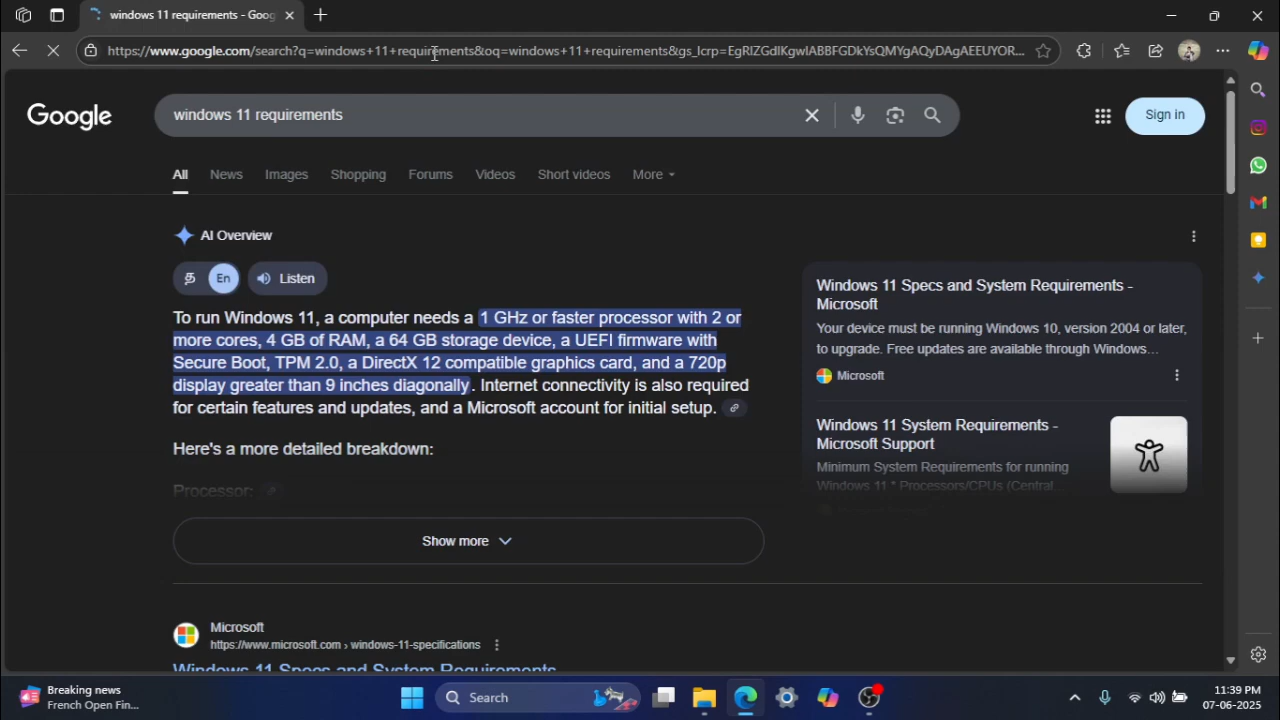 windows 11 requirements - Goog
https://www.google.com/search?q=windows+11+requirements&oq=windows+11+requirements&gs_lcrp=EgRlZGdlKgwIABBFGDkYsQMYgAQyDAgAEEUYOR...
Google
windows 11 requirements
Sign in
All News Images Shopping Forums Videos Short videos More
AI Overview
த En Listen
To run Windows 11, a computer needs a 1 GHz or faster processor with 2 or
more cores, 4 GB of RAM, a 64 GB storage device, a UEFI firmware with
Secure Boot, TPM 2.0, a DirectX 12 compatible graphics card, and a 720p
display greater than 9 inches diagonally. Internet connectivity is also required
for certain features and updates, and a Microsoft account for initial setup.
Here's a more detailed breakdown:
Processor:
Show more
Windows 11 Specs and System Requirements -
Microsoft
Your device must be running Windows 10, version 2004 or later,
to upgrade. Free updates are available through Windows...
Microsoft
Windows 11 System Requirements -
Microsoft Support
Minimum System Requirements for running
Windows 11 * Processors/CPUs (Central...
Microsoft
https://www.microsoft.com › windows-11-specifications
Windows 11 Specs and System Requirements
Breaking news
French Open Fin...
Search
11:39 PM
07-06-2025